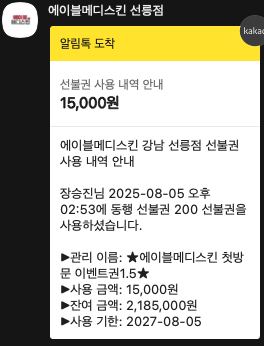 에이블메디스킨 선릉점
kakao
알림톡 도착
선불권 사용 내역 안내
15,000원
에이블메디스킨 강남 선릉점 선불권
사용 내역 안내
장승진님 2025-08-05 오후
02:53에 동행 선불권 200 선불권을
사용하셨습니다.
▶관리 이름: ★에이블메디스킨 첫방
문 이벤트권1.5★
▶사용 금액: 15,000원
▶잔여 금액: 2,185,000원
▶사용 기한: 2027-08-05